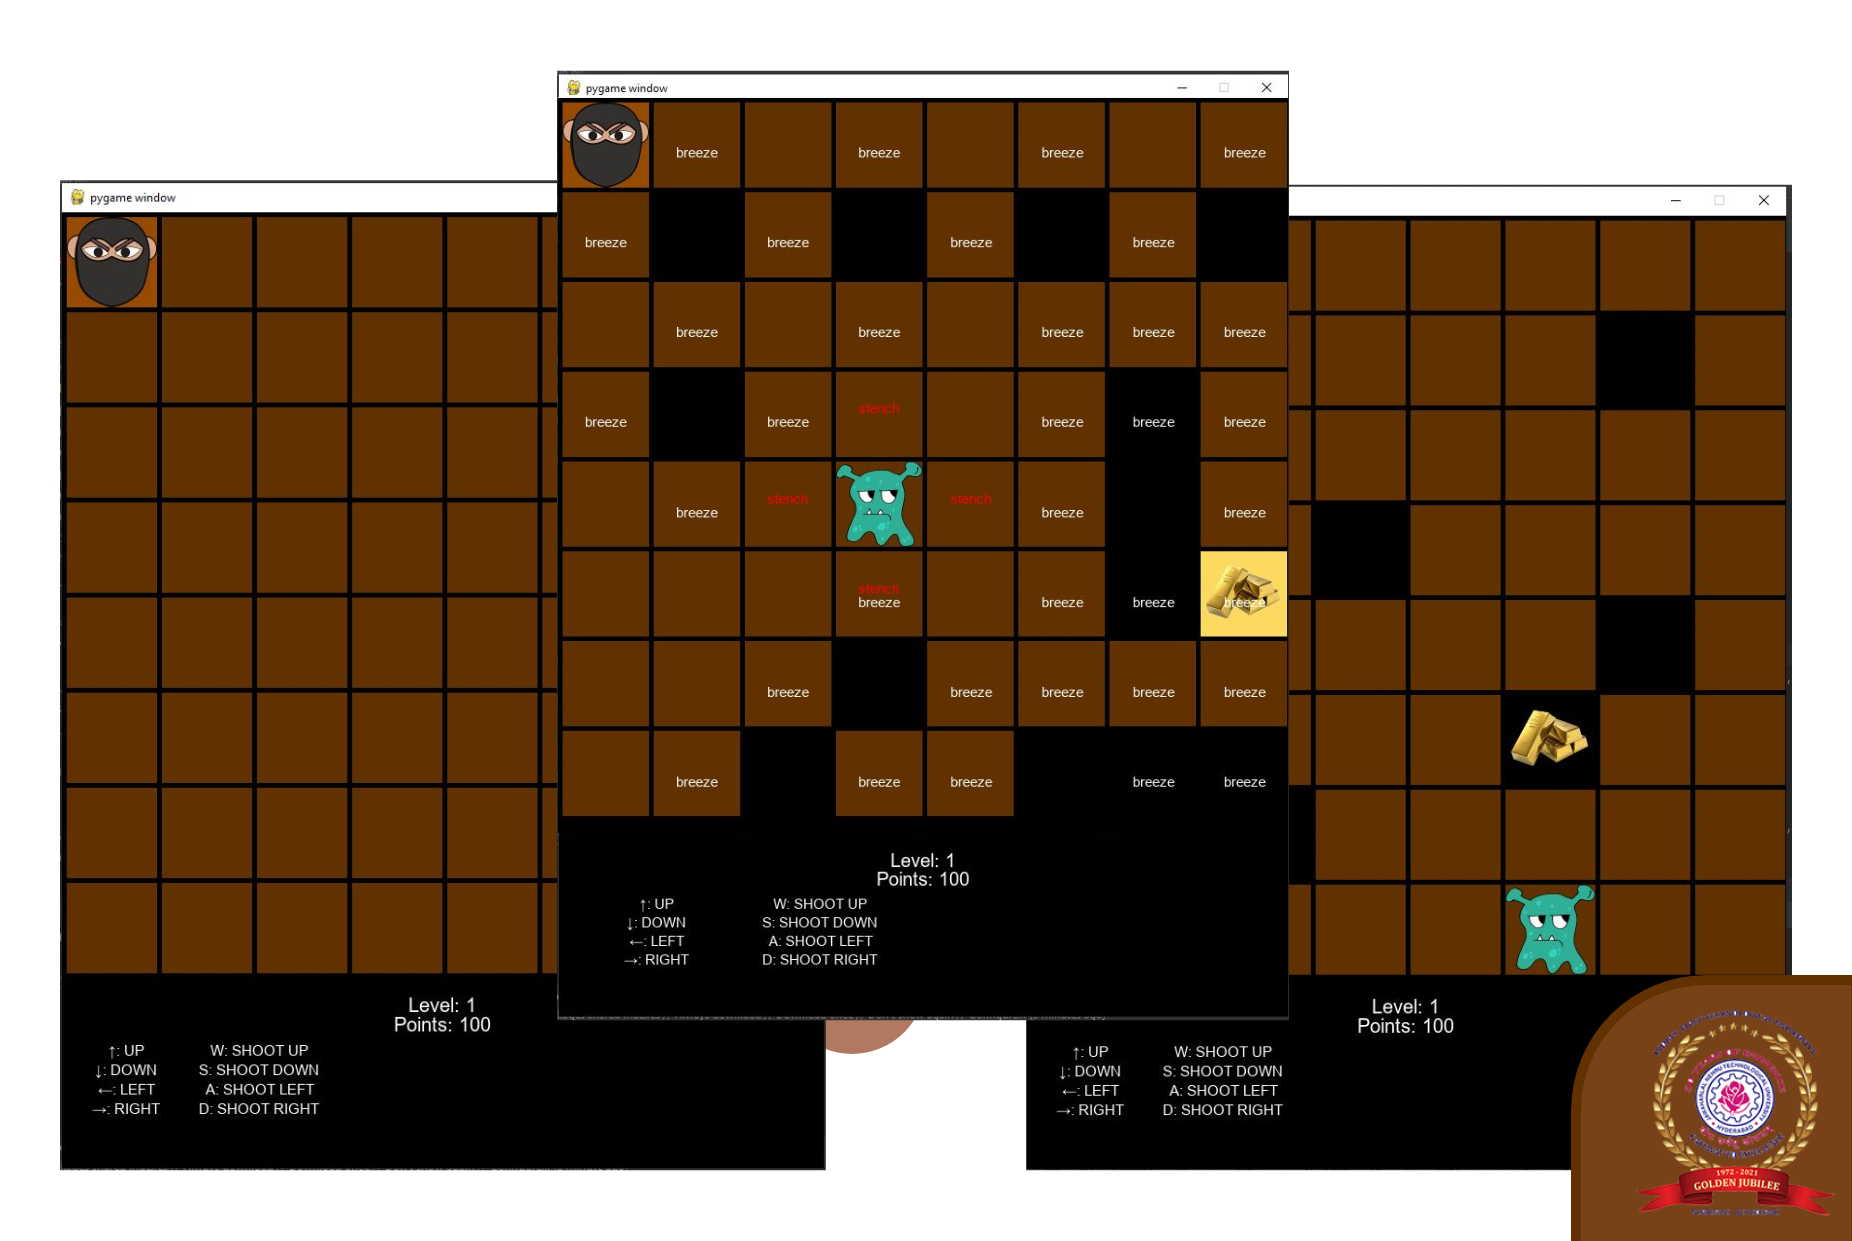 pygame window
breeze breeze breeze breeze
breeze breeze breeze breeze
breeze breeze breeze breeze breeze
stench
breeze breeze breeze breeze breeze
stench stench
breeze breeze breeze
stench
breeze breeze breeze breeze
breeze breeze breeze breeze breeze
breeze breeze breeze breeze breeze
Level: 1
Points: 100
↑: UP W: SHOOT UP
↓: DOWN S: SHOOT DOWN
←: LEFT A: SHOOT LEFT
→: RIGHT D: SHOOT RIGHT
pygame window
Level: 1
Points: 100
↑: UP W: SHOOT UP
↓: DOWN S: SHOOT DOWN
←: LEFT A: SHOOT LEFT
→: RIGHT D: SHOOT RIGHT
Level: 1
Points: 100
↑: UP W: SHOOT UP
↓: DOWN S: SHOOT DOWN
←: LEFT A: SHOOT LEFT
→: RIGHT D: SHOOT RIGHT
JAWAHARLAL NEHRU TECHNOLOGICAL UNIVERSITY
HYDERABAD
1972 - 2021
GOLDEN JUBILEE